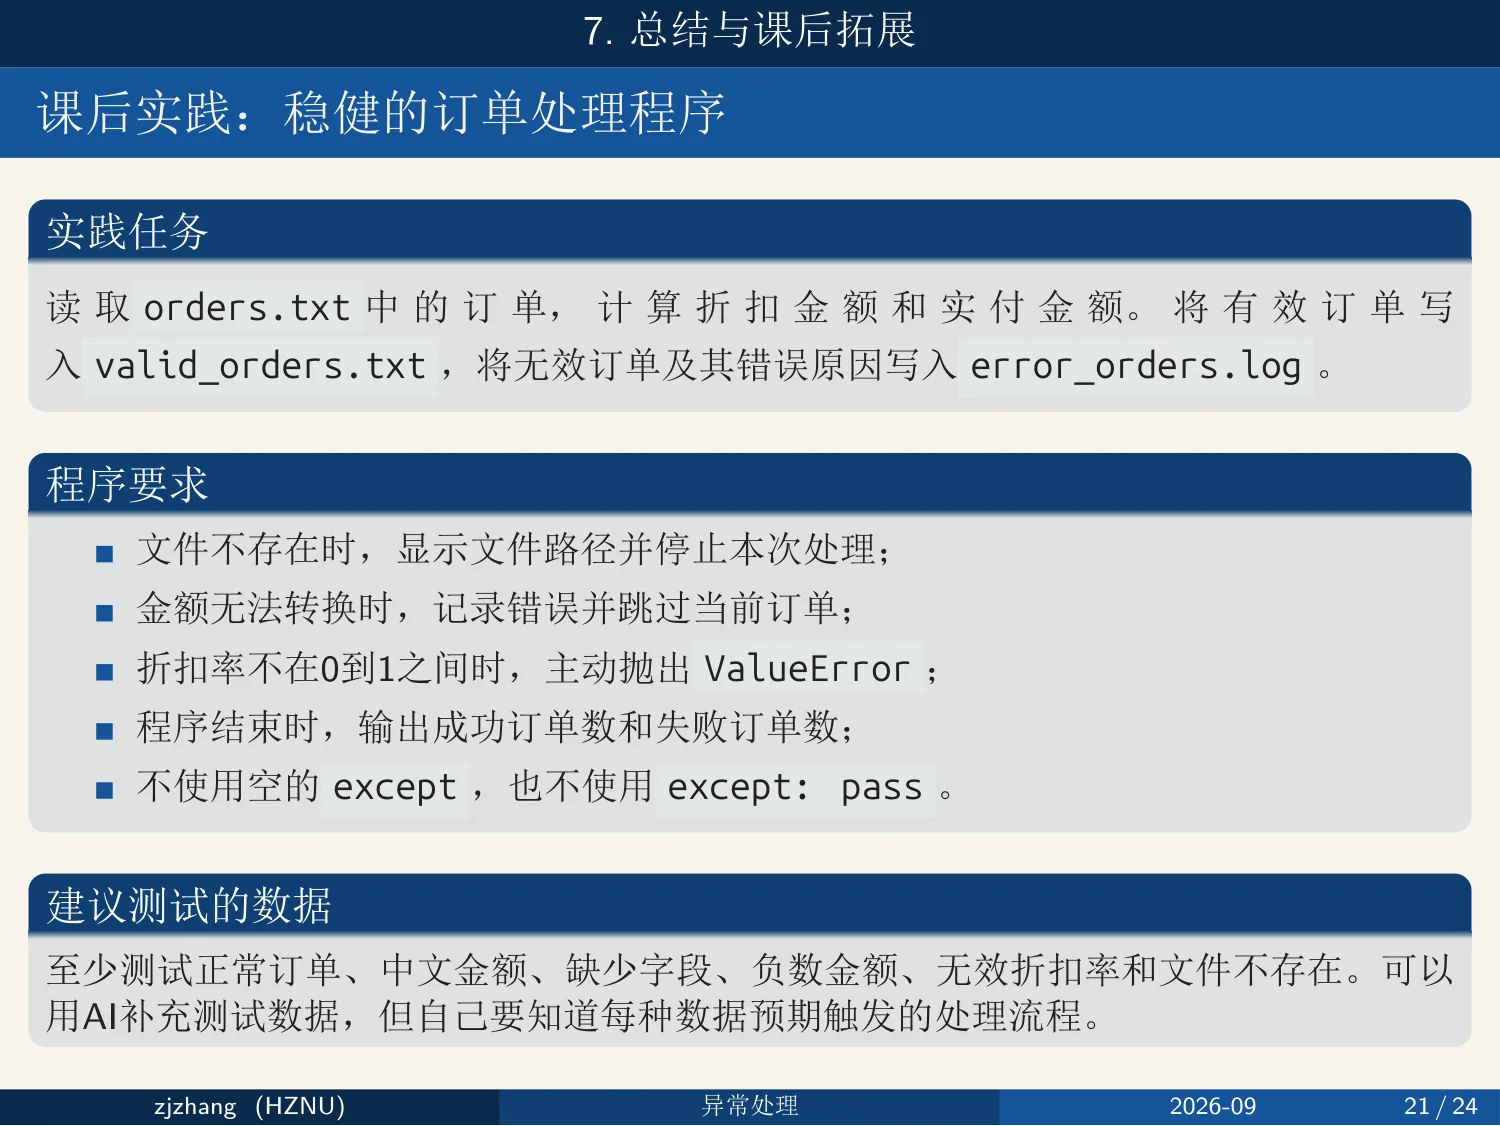 7. 总结与课后拓展
课后实践：稳健的订单处理程序
实践任务
读取 orders.txt 中的订单，计算折扣金额和实付金额。将有效订单写
入 valid_orders.txt ，将无效订单及其错误原因写入 error_orders.log 。
程序要求
■ 文件不存在时，显示文件路径并停止本次处理；
■ 金额无法转换时，记录错误并跳过当前订单；
■ 折扣率不在0到1之间时，主动抛出 ValueError ；
■ 程序结束时，输出成功订单数和失败订单数；
■ 不使用空的 except ，也不使用 except: pass 。
建议测试的数据
至少测试正常订单、中文金额、缺少字段、负数金额、无效折扣率和文件不存在。可以
用AI补充测试数据，但自己要知道每种数据预期触发的处理流程。
zjzhang (HZNU) 异常处理 2026-09 21 / 24